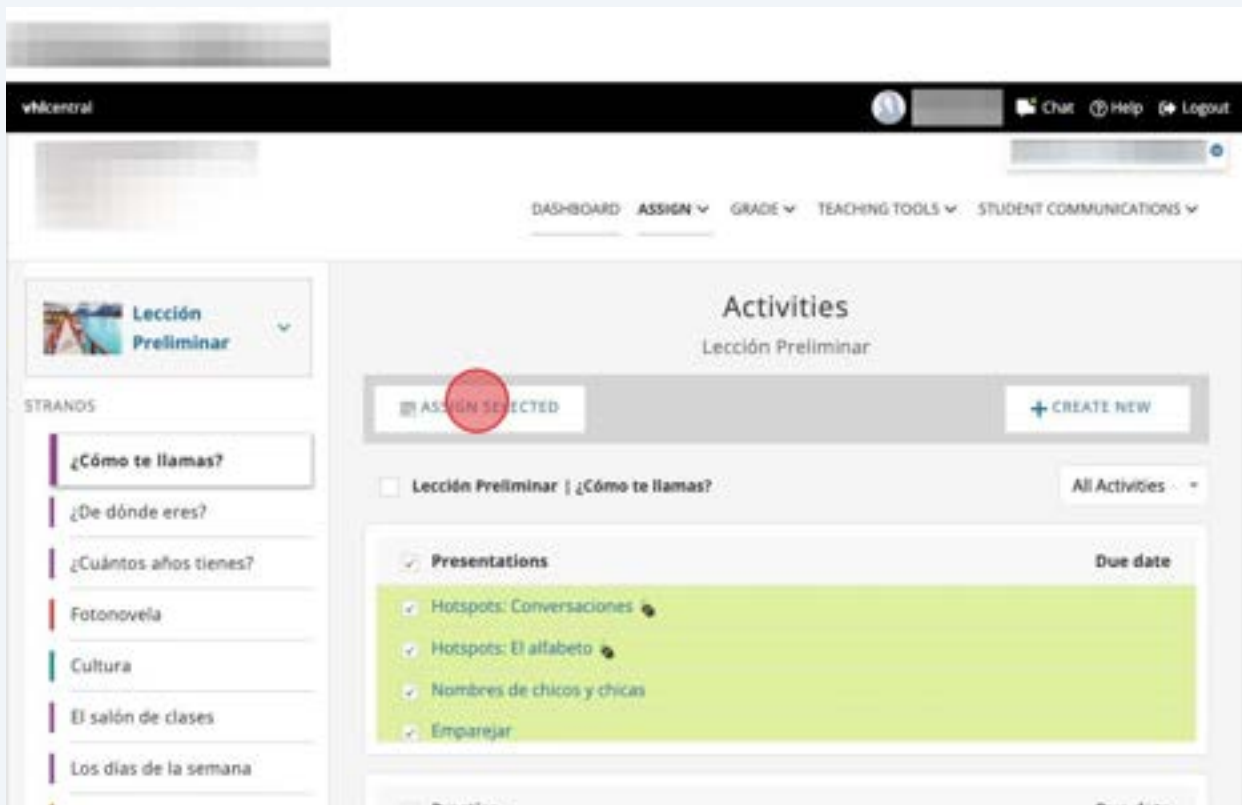 vhlcentral
Chat Help Logout
DASHBOARD ASSIGN GRADE TEACHING TOOLS STUDENT COMMUNICATIONS
Lección
Preliminar
Activities
Lección Preliminar
STRANDS
ASSIGN SELECTED
+ CREATE NEW
¿Cómo te llamas?
Lección Preliminar | ¿Cómo te llamas?
All Activities
¿De dónde eres?
¿Cuántos años tienes?
Presentations
Due date
Fotonovela
Hotspots: Conversaciones
Cultura
Hotspots: El alfabeto
Nombres de chicos y chicas
El salón de clases
Emparejar
Los días de la semana